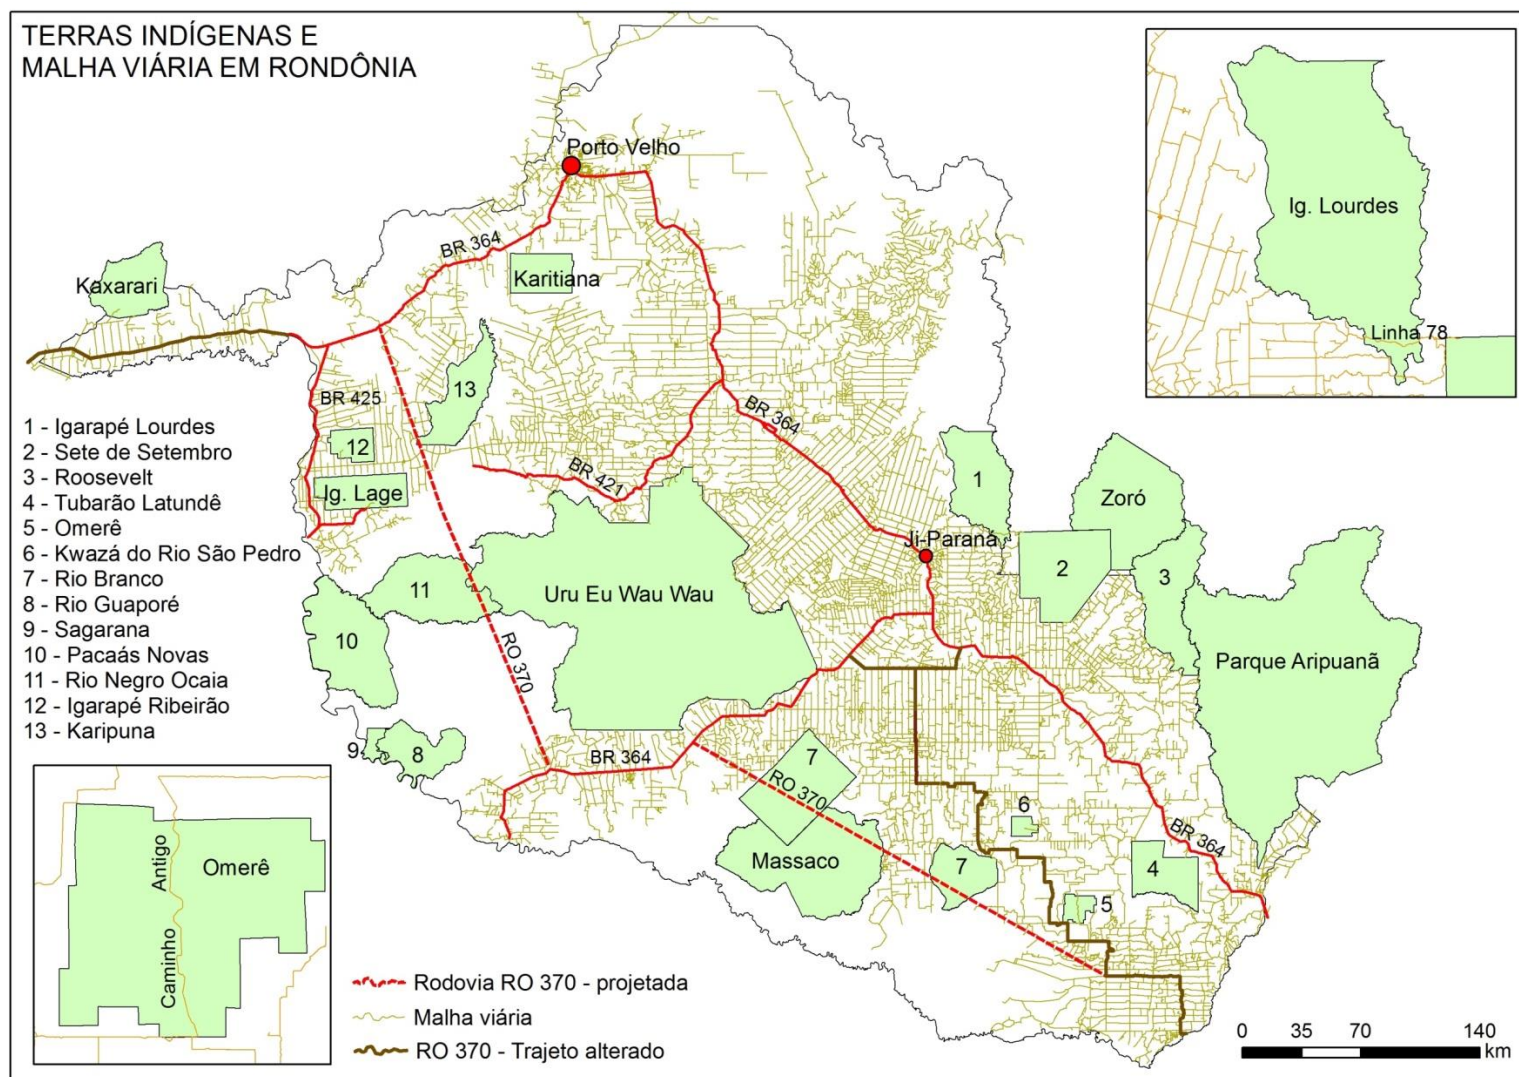 TERRAS INDÍGENAS E
MALHA VIÁRIA EM RONDÔNIA
Porto Velho
BR 364
Karitiana
Kaxarari
Ig. Lourdes
Linha 78
13
BR 425
BR 364
12
Ig. Lage
BR 421
1 - Igarapé Lourdes
2 - Sete de Setembro
3 - Roosevelt
4 - Tubarão Latundê
5 - Omerê
6 - Kwazá do Rio São Pedro
7 - Rio Branco
8 - Rio Guaporé
9 - Sagarana
10 - Pacaás Novas
11 - Rio Negro Ocaia
12 - Igarapé Ribeirão
13 - Karipuna
1
Zoró
Ji-Paraná
2
3
11
Uru Eu Wau Wau
10
RO 370
Parque Aripuanã
9
8
BR 364
7
RO 370
6
BR 364
Massaco
7
4
5
Antigo
Caminho
Omerê
Rodovia RO 370 - projetada
Malha viária
RO 370 - Trajeto alterado
0 35 70 140
km